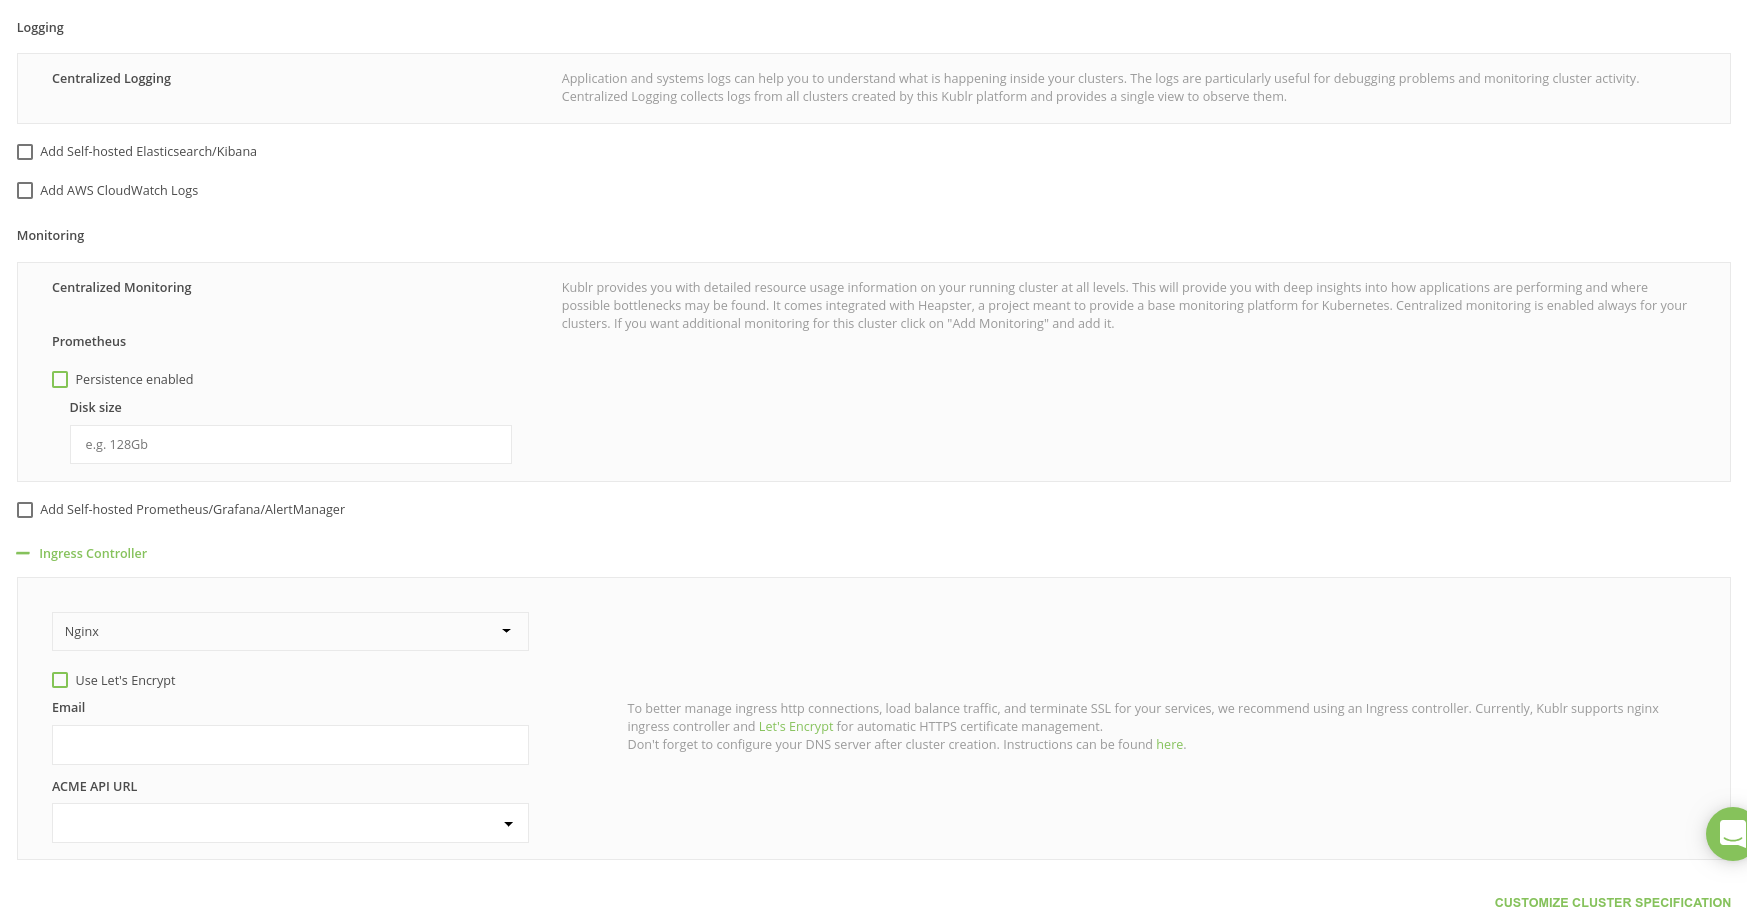 Logging
Centralized Logging
Application and systems logs can help you to understand what is happening inside your clusters. The logs are particularly useful for debugging problems and monitoring cluster activity.
Centralized Logging collects logs from all clusters created by this Kublr platform and provides a single view to observe them.
Add Self-hosted Elasticsearch/Kibana
Add AWS CloudWatch Logs
Monitoring
Centralized Monitoring
Kublr provides you with detailed resource usage information on your running cluster at all levels. This will provide you with deep insights into how applications are performing and where
possible bottlenecks may be found. It comes integrated with Heapster, a project meant to provide a base monitoring platform for Kubernetes. Centralized monitoring is enabled always for your
clusters. If you want additional monitoring for this cluster click on "Add Monitoring" and add it.
Prometheus
Persistence enabled
Disk size
e.g. 128Gb
Add Self-hosted Prometheus/Grafana/AlertManager
Ingress Controller
Nginx
Use Let's Encrypt
Email
To better manage ingress http connections, load balance traffic, and terminate SSL for your services, we recommend using an Ingress controller. Currently, Kublr supports nginx
ingress controller and Let's Encrypt for automatic HTTPS certificate management.
Don't forget to configure your DNS server after cluster creation. Instructions can be found here.
ACME API URL
CUSTOMIZE CLUSTER SPECIFICATION